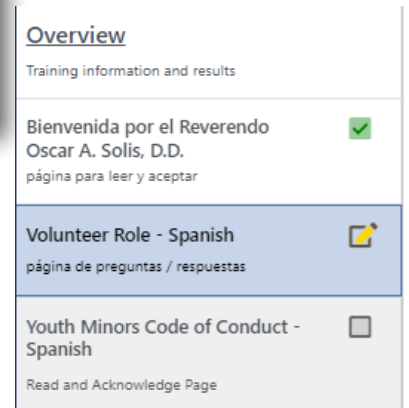 Overview
Training information and results
Bienvenida por el Reverendo
Oscar A. Solis, D.D.
página para leer y aceptar
Volunteer Role - Spanish
página de preguntas / respuestas
Youth Minors Code of Conduct -
Spanish
Read and Acknowledge Page